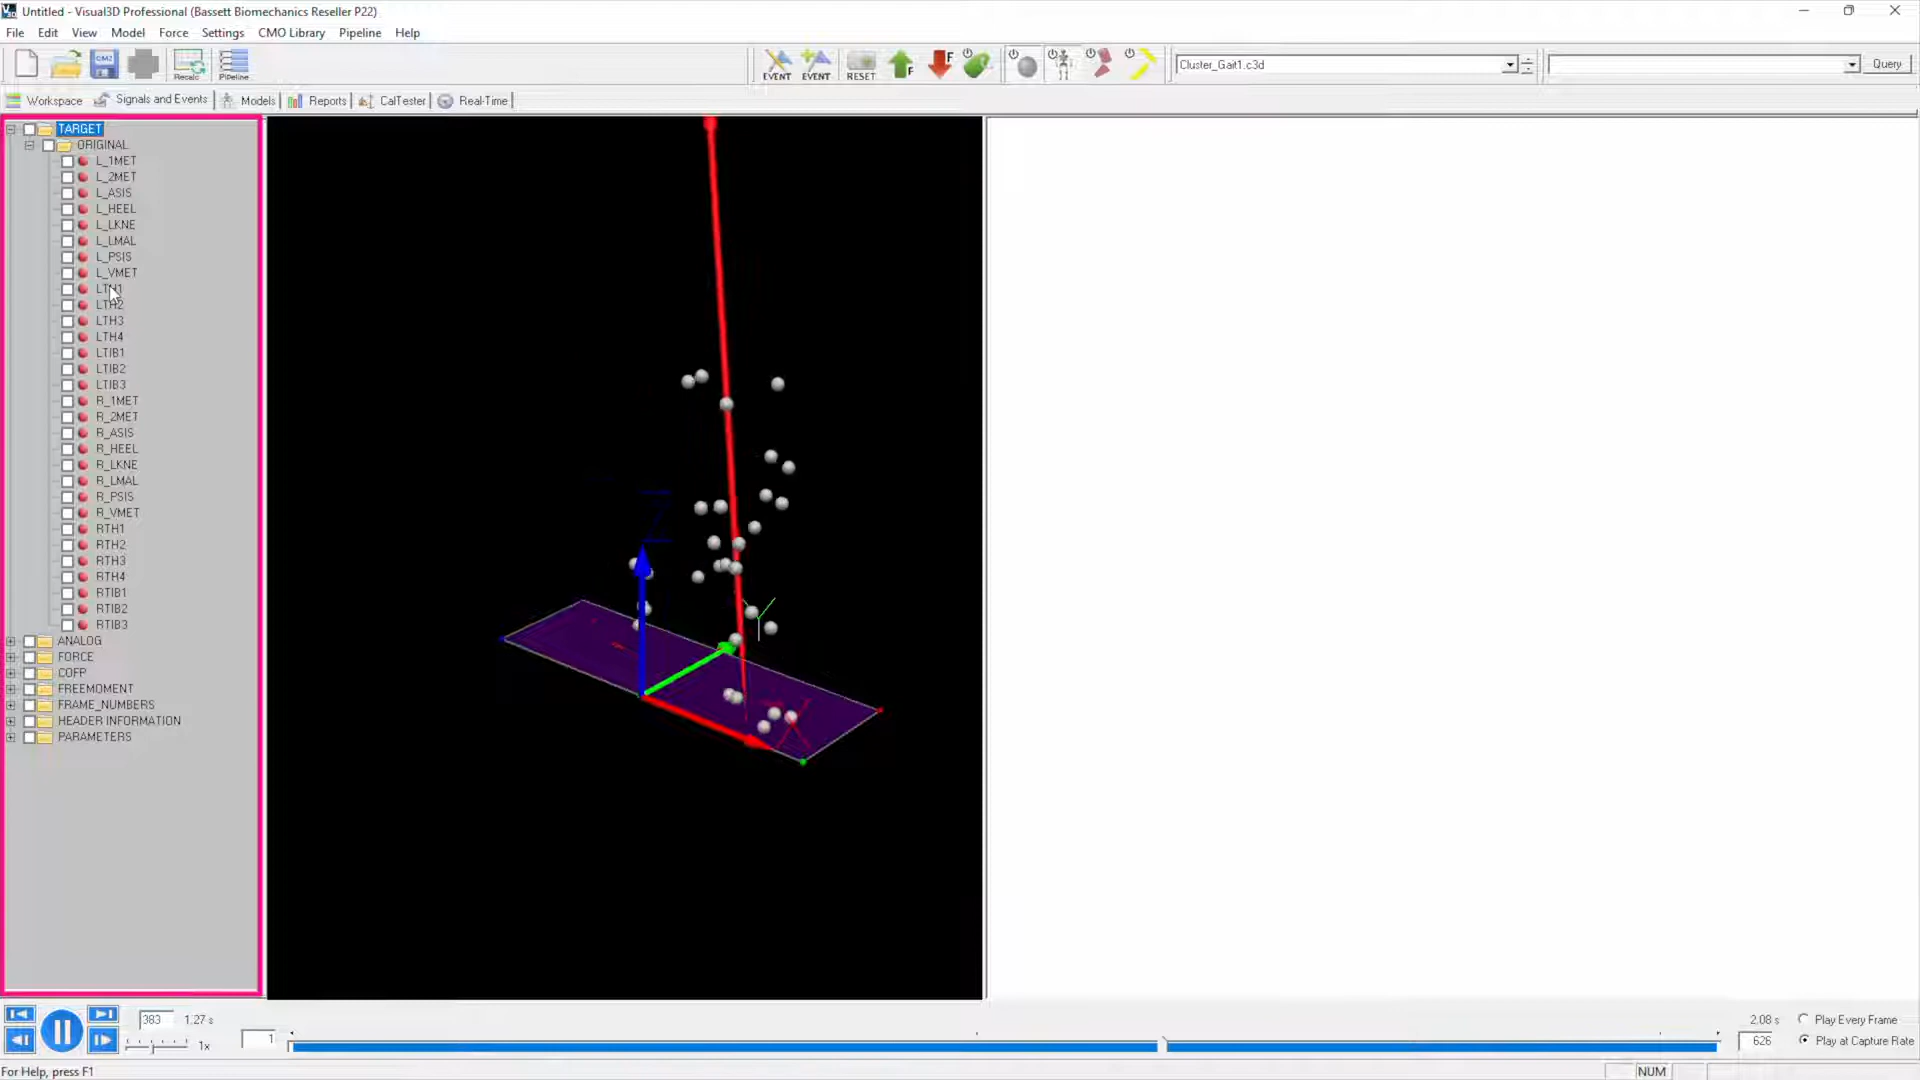 Untitled - Visual3D Professional (Bassett Biomechanics Reseller P22)
File Edit View Model Force Settings CMO Library Pipeline Help
CMZ Recalc Pipeline EVENT EVENT RESET F F Cluster_Gait1.c3d Query
Workspace Signals and Events Models Reports CalTester Real-Time
TARGET
ORIGINAL
L_1MET
L_2MET
L_ASIS
L_HEEL
L_LKNE
L_LMAL
L_PSIS
L_VMET
LTH1
LTH2
LTH3
LTH4
LTIB1
LTIB2
LTIB3
R_1MET
R_2MET
R_ASIS
R_HEEL
R_LKNE
R_LMAL
R_PSIS
R_VMET
RTH1
RTH2
RTH3
RTH4
RTIB1
RTIB2
RTIB3
ANALOG
FORCE
COFP
FREEMOMENT
FRAME_NUMBERS
HEADER INFORMATION
PARAMETERS
Z
Y
X
383 1.27 s
1x
1
2.08 s
626
Play Every Frame
Play at Capture Rate
For Help, press F1
NUM